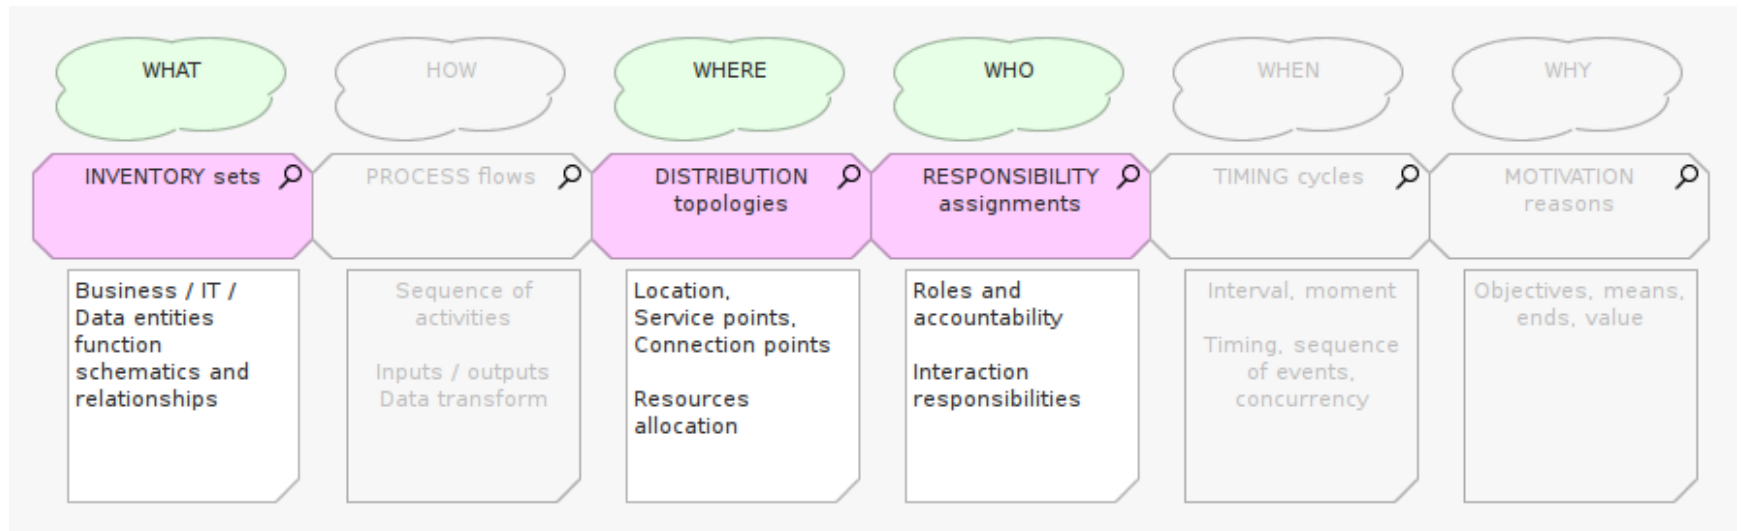 WHAT
HOW
WHERE
WHO
WHEN
WHY
INVENTORY sets
PROCESS flows
DISTRIBUTION
topologies
RESPONSIBILITY
assignments
TIMING cycles
MOTIVATION
reasons
Business / IT /
Data entities
function
schematics and
relationships
Sequence of
activities
Inputs / outputs
Data transform
Location,
Service points,
Connection points
Resources
allocation
Roles and
accountability
Interaction
responsibilities
Interval, moment
Timing, sequence
of events,
concurrency
Objectives, means,
ends, value